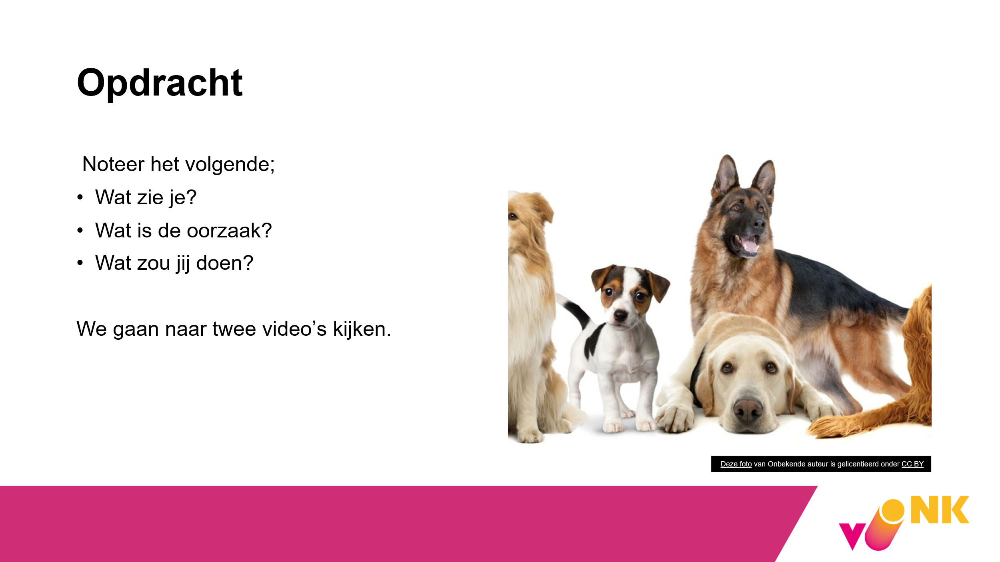 Opdracht
Noteer het volgende;
• Wat zie je?
• Wat is de oorzaak?
• Wat zou jij doen?
We gaan naar twee video’s kijken.
Deze foto van Onbekende auteur is gelicentieerd onder CC BY
VONK